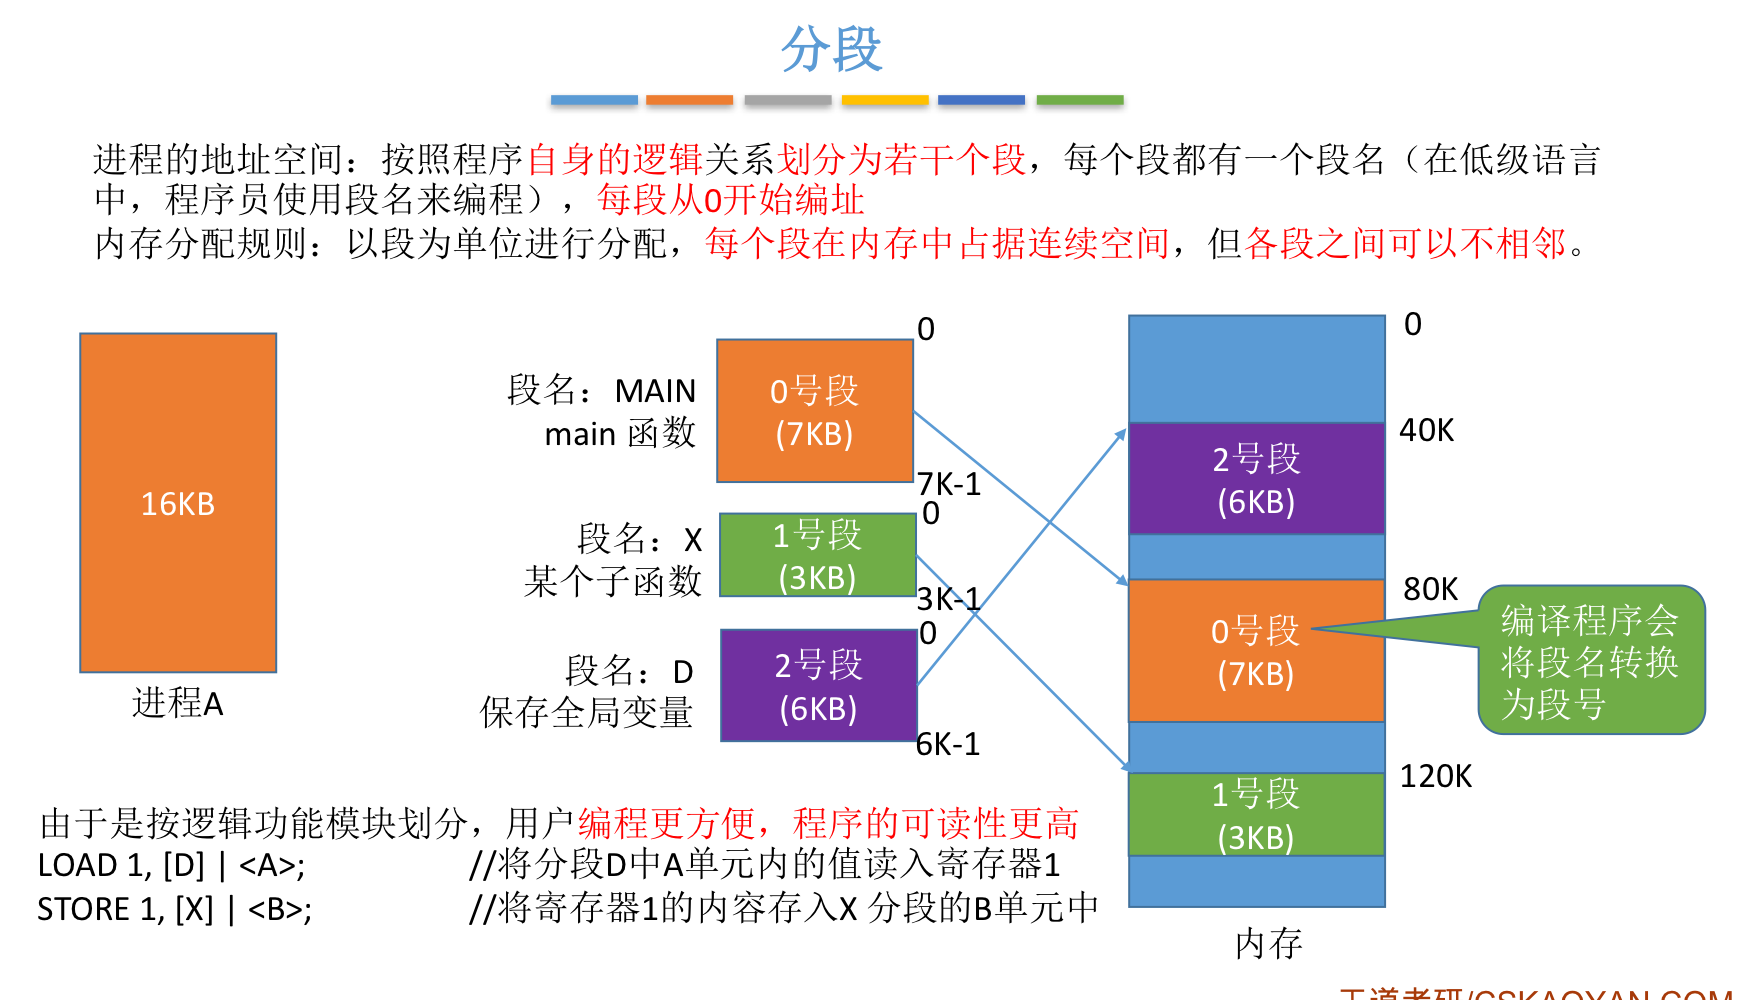 分段
进程的地址空间：按照程序自身的逻辑关系划分为若干个段，每个段都有一个段名（在低级语言
中，程序员使用段名来编程），每段从0开始编址
内存分配规则：以段为单位进行分配，每个段在内存中占据连续空间，但各段之间可以不相邻。
16KB
进程A
段名：MAIN
main 函数
0号段
(7KB)
0
7K-1
段名：X
某个子函数
1号段
(3KB)
0
3K-1
段名：D
保存全局变量
2号段
(6KB)
0
6K-1
0
40K
2号段
(6KB)
80K
0号段
(7KB)
120K
1号段
(3KB)
内存
编译程序会
将段名转换
为段号
由于是按逻辑功能模块划分，用户编程更方便，程序的可读性更高
LOAD 1, [D] | <A>; //将分段D中A单元内的值读入寄存器1
STORE 1, [X] | <B>; //将寄存器1的内容存入X 分段的B单元中
王道考研/CSKAOYAN.COM